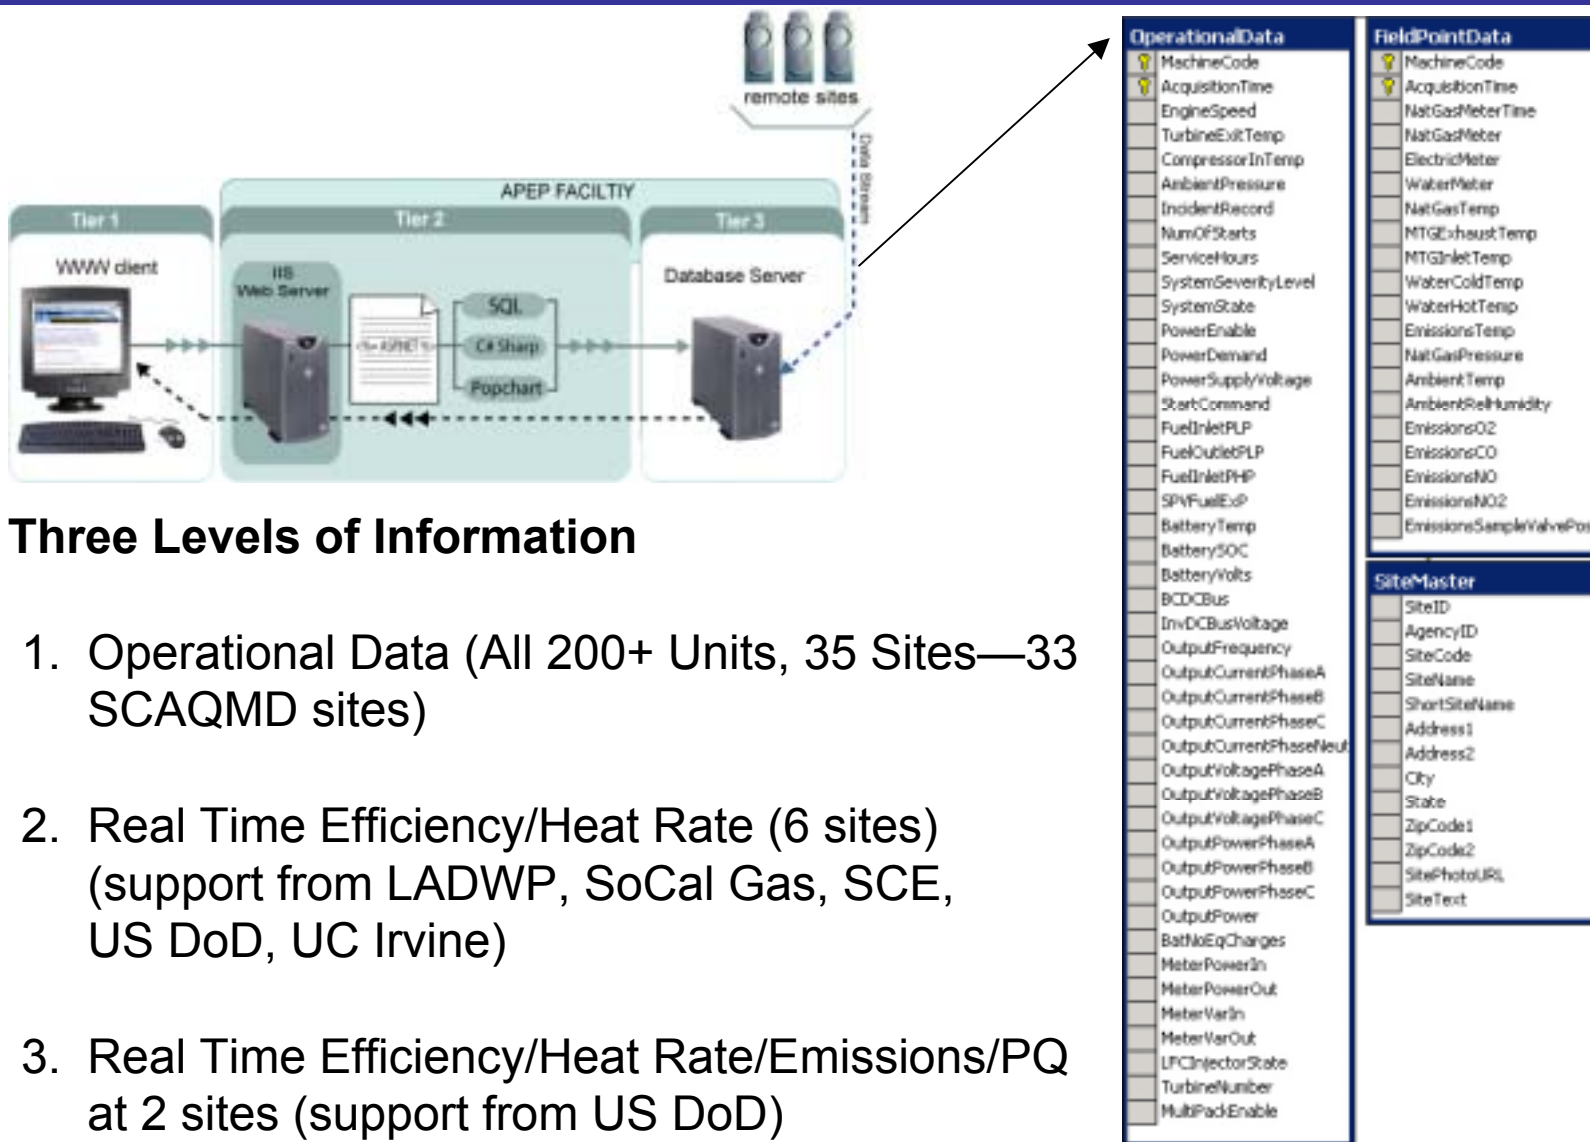 remote sites
Data Stream
APEP FACILTIY
Tier 1
Tier 2
Tier 3
WWW client
IIS
Web Server
<%= ASP.NET %>
SQL
C# Sharp
Popchart
Database Server
Three Levels of Information
1. Operational Data (All 200+ Units, 35 Sites—33
SCAQMD sites)
2. Real Time Efficiency/Heat Rate (6 sites)
(support from LADWP, SoCal Gas, SCE,
US DoD, UC Irvine)
3. Real Time Efficiency/Heat Rate/Emissions/PQ
at 2 sites (support from US DoD)
OperationalData
MachineCode
AcquisitionTime
EngineSpeed
TurbineExitTemp
CompressorInTemp
AmbientPressure
IncidentRecord
NumOfStarts
ServiceHours
SystemSeverityLevel
SystemState
PowerEnable
PowerDemand
PowerSupplyVoltage
StartCommand
FuelInletPLP
FuelOutletPLP
FuelInletPHP
SPVFuelExP
BatteryTemp
BatterySOC
BatteryVolts
BCDCBus
InvDCBusVoltage
OutputFrequency
OutputCurrentPhaseA
OutputCurrentPhaseB
OutputCurrentPhaseC
OutputCurrentPhaseNeut
OutputVoltagePhaseA
OutputVoltagePhaseB
OutputVoltagePhaseC
OutputPowerPhaseA
OutputPowerPhaseB
OutputPowerPhaseC
OutputPower
BatNoEqCharges
MeterPowerIn
MeterPowerOut
MeterVarIn
MeterVarOut
LFCInjectorState
TurbineNumber
MultiPackEnable
FieldPointData
MachineCode
AcquisitionTime
NatGasMeterTime
NatGasMeter
ElectricMeter
WaterMeter
NatGasTemp
MTGExhaustTemp
MTGInletTemp
WaterColdTemp
WaterHotTemp
EmissionsTemp
NatGasPressure
AmbientTemp
AmbientRelHumidity
EmissionsO2
EmissionsCO
EmissionsNO
EmissionsNO2
EmissionsSampleValvePos
SiteMaster
SiteID
AgencyID
SiteCode
SiteName
ShortSiteName
Address1
Address2
City
State
ZipCode1
ZipCode2
SitePhotoURL
SiteText